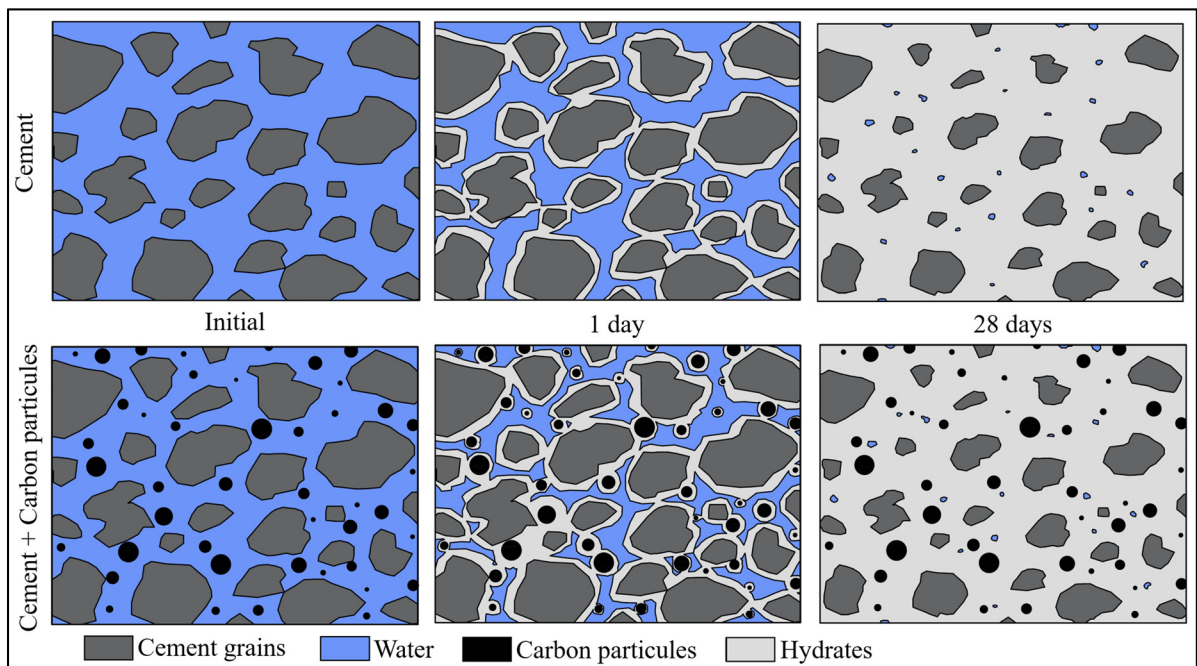 Cement
Initial
1 day
28 days
Cement + Carbon particules
Cement grains
Water
Carbon particules
Hydrates